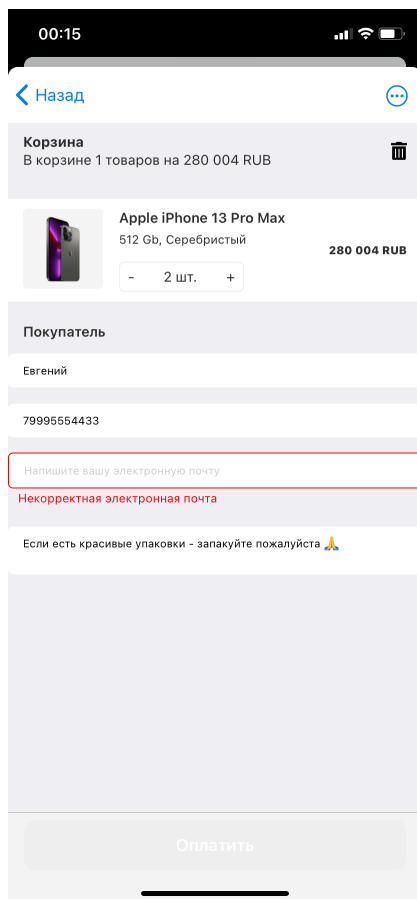 00:15
Назад
Корзина
В корзине 1 товаров на 280 004 RUB
Apple iPhone 13 Pro Max
512 Gb, Серебристый
280 004 RUB
- 2 шт. +
Покупатель
Евгений
79995554433
Напишите вашу электронную почту
Некорректная электронная почта
Если есть красивые упаковки - запакуйте пожалуйста 🙏
Оплатить